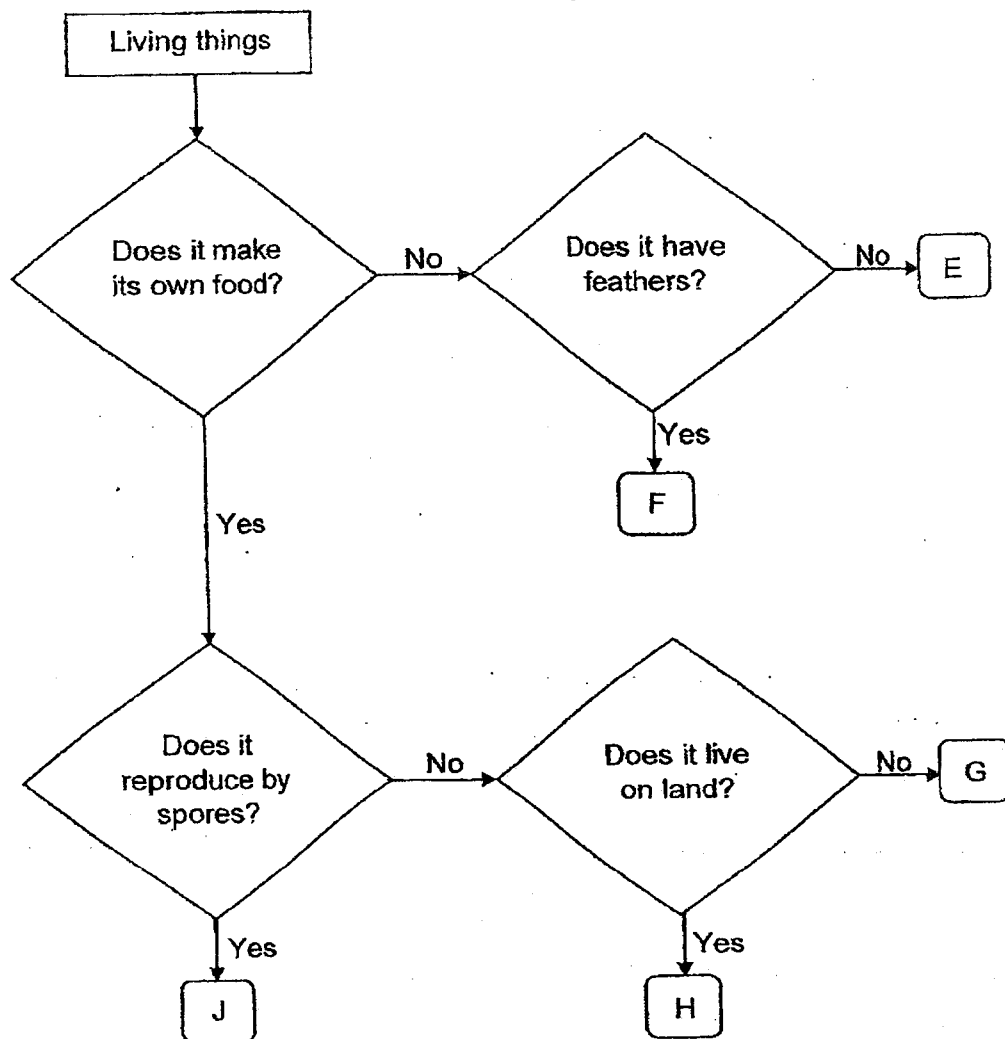 Living things
Does it make
its own food?
No
Does it have
feathers?
No
E
Yes
F
Yes
Does it
reproduce by
spores?
No
Does it live
on land?
No
G
Yes
J
Yes
H